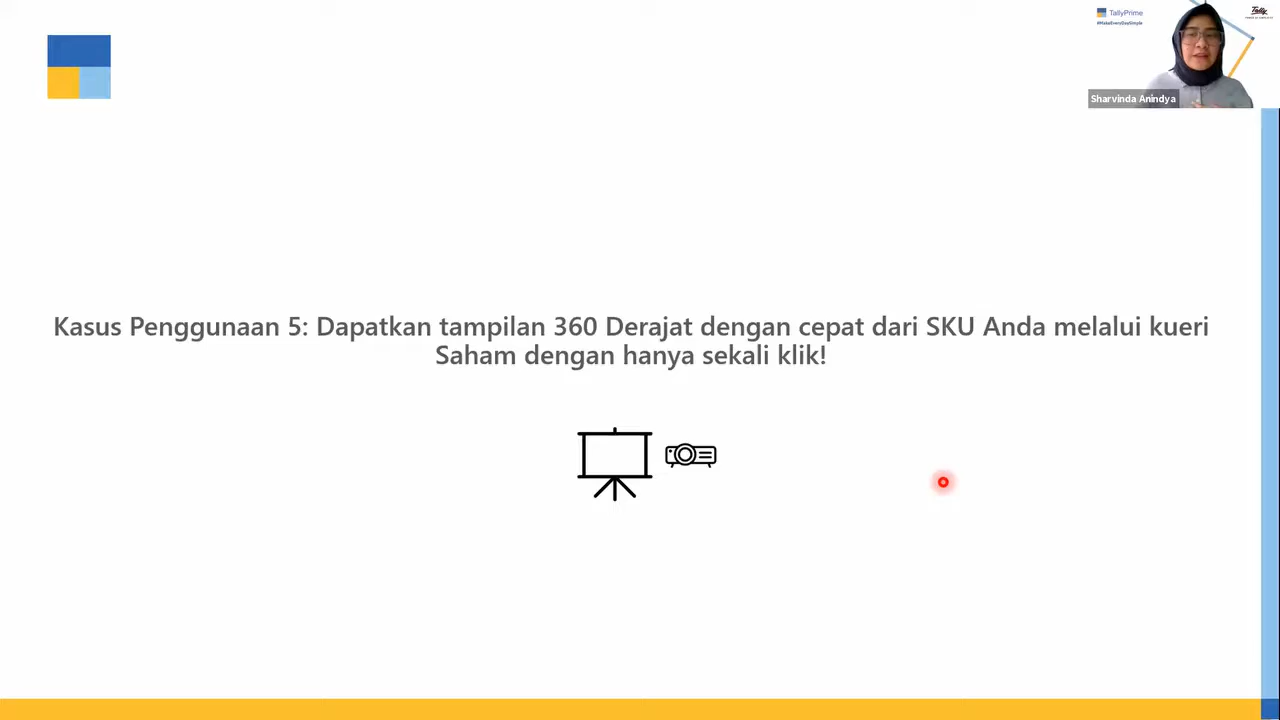 TallyPrime
#MakeEverydaySimple
Tally
Sharvinda Anindya
Kasus Penggunaan 5: Dapatkan tampilan 360 Derajat dengan cepat dari SKU Anda melalui kueri
Saham dengan hanya sekali klik!